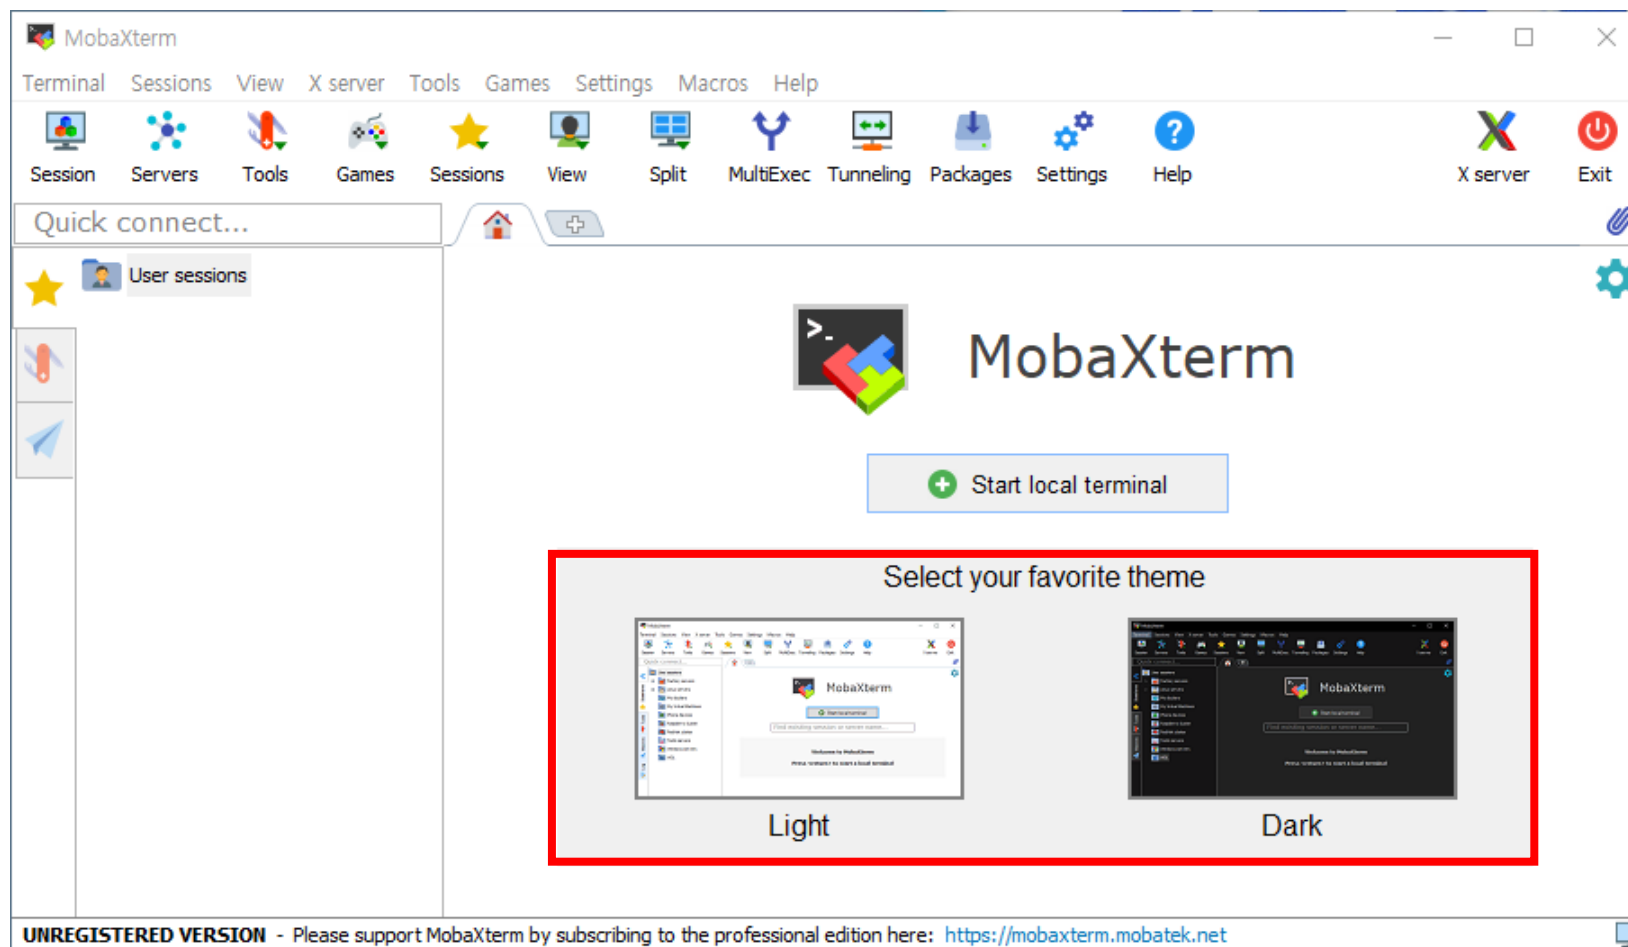 MobaXterm
Terminal Sessions View X server Tools Games Settings Macros Help
Session Servers Tools Games Sessions View Split MultiExec Tunneling Packages Settings Help X server Exit
Quick connect...
User sessions
>_
MobaXterm
Start local terminal
Select your favorite theme
MobaXterm
MobaXterm
Light Dark
UNREGISTERED VERSION - Please support MobaXterm by subscribing to the professional edition here: https://mobaxterm.mobatek.net